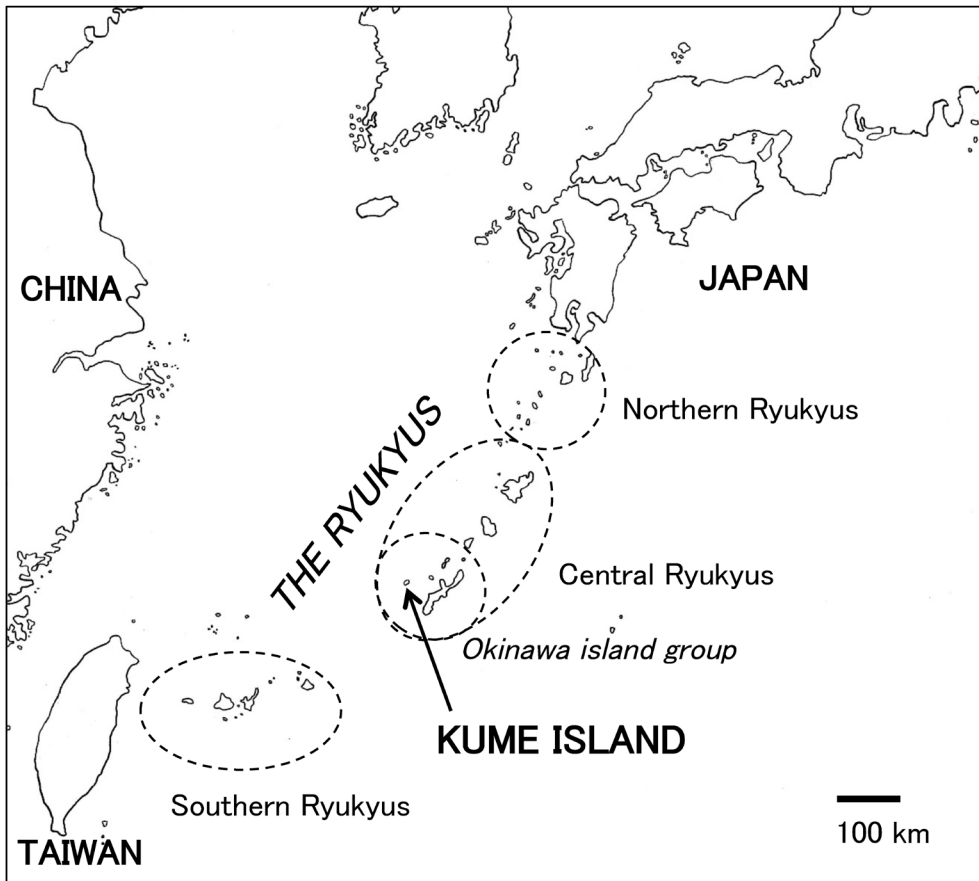 CHINA
JAPAN
Northern Ryukyus
THE RYUKYUS
Central Ryukyus
Okinawa island group
KUME ISLAND
Southern Ryukyus
100 km
TAIWAN